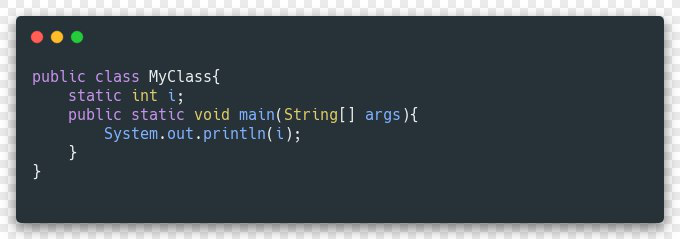 public class MyClass{
    static int i;
    public static void main(String[] args){
        System.out.println(i);
    }
}